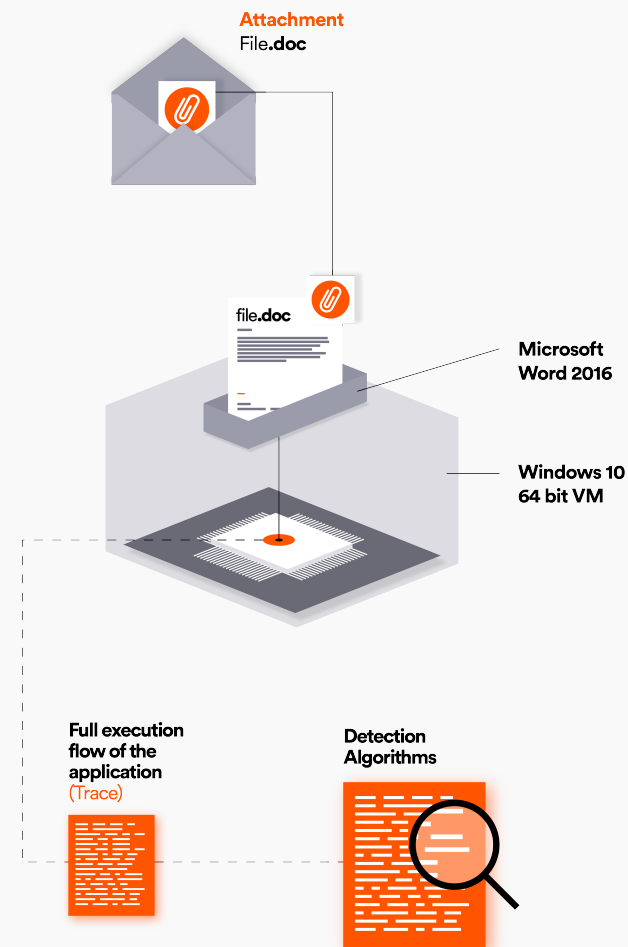 Attachment
File.doc
file.doc
Microsoft
Word 2016
Windows 10
64 bit VM
Full execution
flow of the
application
(Trace)
Detection
Algorithms